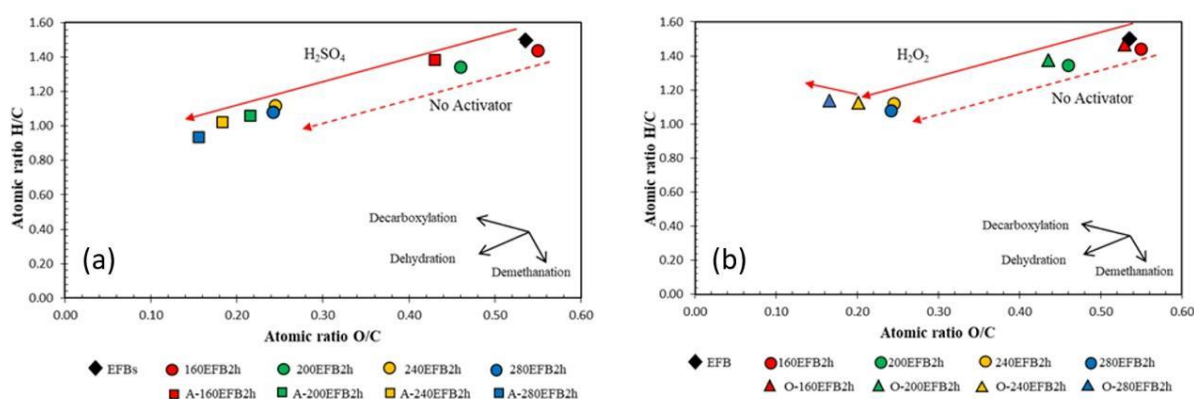 1.60
1.40
1.20
1.00
0.80
0.60
0.40
0.20
0.00
Atomic ratio H/C
H₂SO₄
No Activator
Decarboxylation
Dehydration
Demethanation
(a)
0.00 0.10 0.20 0.30 0.40 0.50 0.60
Atomic ratio O/C
EFBs 160EFB2h 200EFB2h 240EFB2h 280EFB2h
A-160EFB2h A-200EFB2h A-240EFB2h A-280EFB2h
1.60
1.40
1.20
1.00
0.80
0.60
0.40
0.20
0.00
Atomic ratio H/C
H₂O₂
No Activator
Decarboxylation
Dehydration
Demethanation
(b)
0.00 0.10 0.20 0.30 0.40 0.50 0.60
Atomic ratio O/C
EFB 160EFB2h 200EFB2h 240EFB2h 280EFB2h
O-160EFB2h O-200EFB2h O-240EFB2h O-280EFB2h